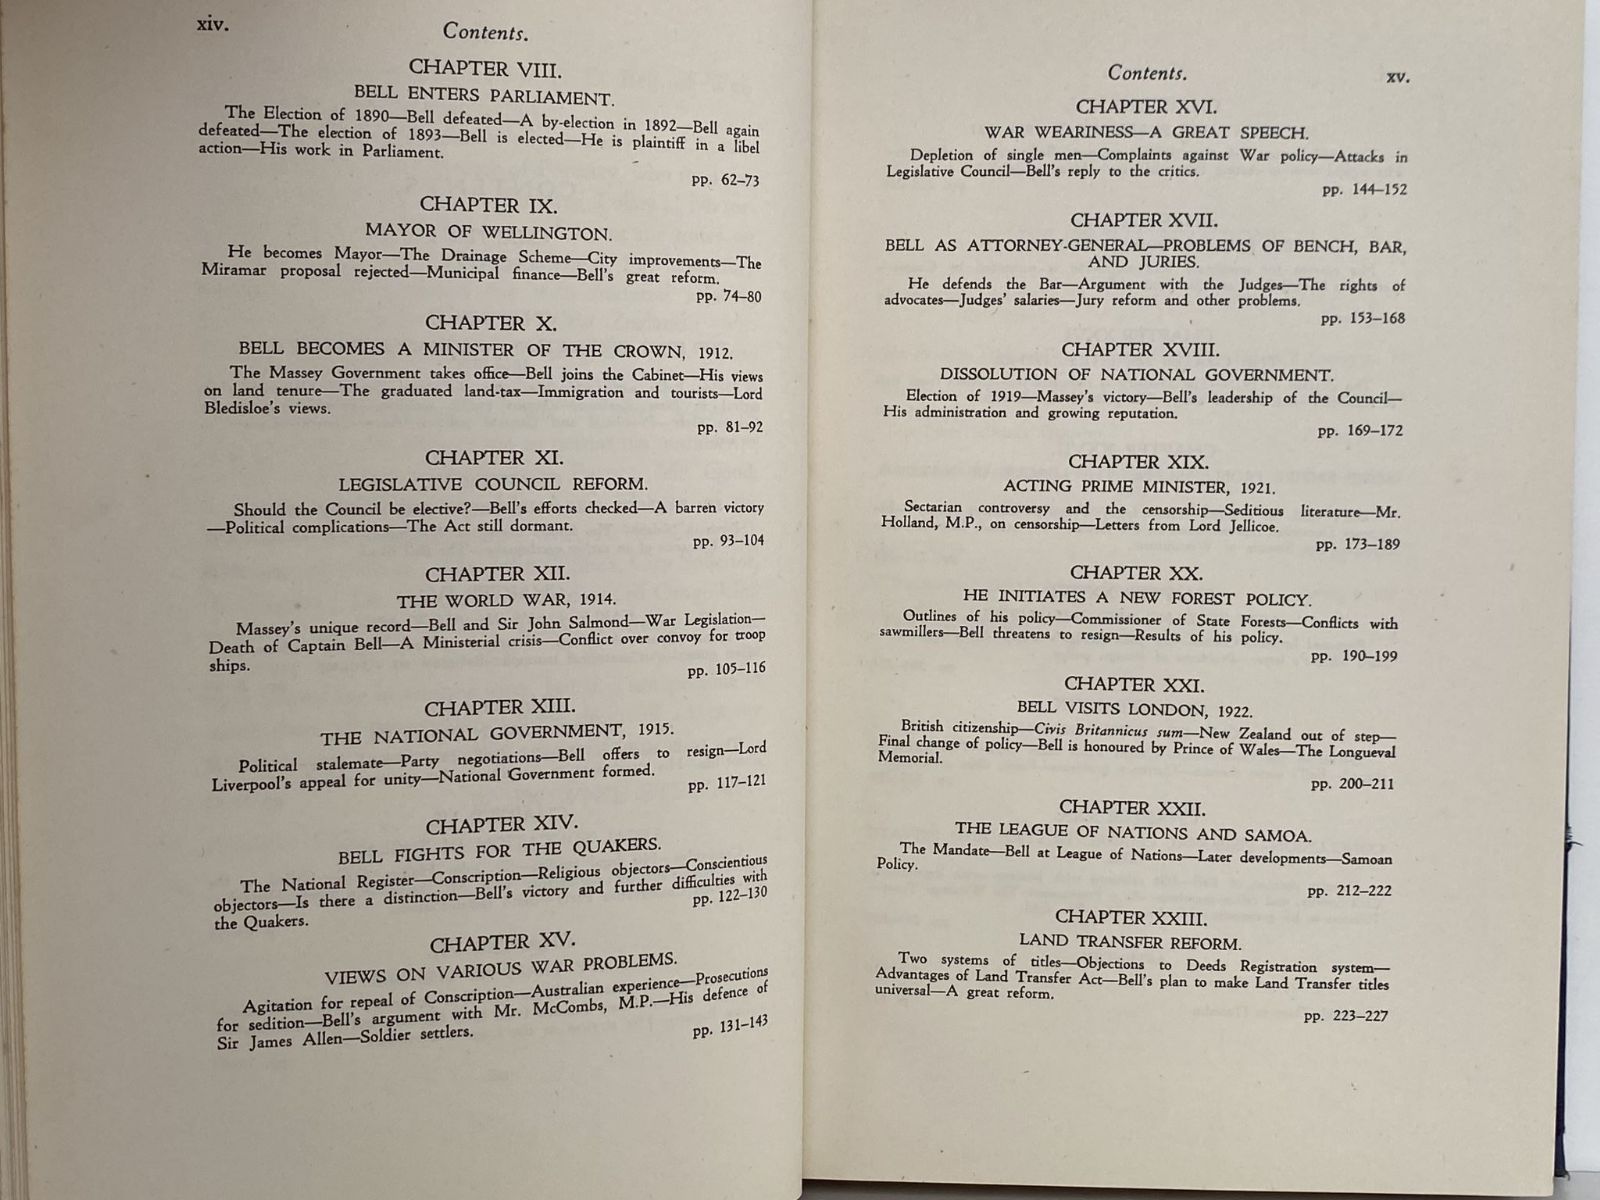 xiv.
Contents.
CHAPTER VIII.
BELL ENTERS PARLIAMENT.
The Election of 1890—Bell defeated—A by-election in 1892—Bell again
defeated—The election of 1893—Bell is elected—He is plaintiff in a libel
action—His work in Parliament.
pp. 62–73
CHAPTER IX.
MAYOR OF WELLINGTON.
He becomes Mayor—The Drainage Scheme—City improvements—The
Miramar proposal rejected—Municipal finance—Bell's great reform.
pp. 74–80
CHAPTER X.
BELL BECOMES A MINISTER OF THE CROWN, 1912.
The Massey Government takes office—Bell joins the Cabinet—His views
on land tenure—The graduated land-tax—Immigration and tourists—Lord
Bledisloe's views.
pp. 81–92
CHAPTER XI.
LEGISLATIVE COUNCIL REFORM.
Should the Council be elective?—Bell's efforts checked—A barren victory
—Political complications—The Act still dormant.
pp. 93–104
CHAPTER XII.
THE WORLD WAR, 1914.
Massey's unique record—Bell and Sir John Salmond—War Legislation—
Death of Captain Bell—A Ministerial crisis—Conflict over convoy for troop
ships.
pp. 105–116
CHAPTER XIII.
THE NATIONAL GOVERNMENT, 1915.
Political stalemate—Party negotiations—Bell offers to resign—Lord
Liverpool's appeal for unity—National Government formed.
pp. 117–121
CHAPTER XIV.
BELL FIGHTS FOR THE QUAKERS.
The National Register—Conscription—Religious objectors—Conscientious
objectors—Is there a distinction—Bell's victory and further difficulties with
the Quakers.
pp. 122–130
CHAPTER XV.
VIEWS ON VARIOUS WAR PROBLEMS.
Agitation for repeal of Conscription—Australian experience—Prosecutions
for sedition—Bell's argument with Mr. McCombs, M.P.—His defence of
Sir James Allen—Soldier settlers.
pp. 131–143
Contents.
xv.
CHAPTER XVI.
WAR WEARINESS—A GREAT SPEECH.
Depletion of single men—Complaints against War policy—Attacks in
Legislative Council—Bell's reply to the critics.
pp. 144–152
CHAPTER XVII.
BELL AS ATTORNEY-GENERAL—PROBLEMS OF BENCH, BAR,
AND JURIES.
He defends the Bar—Argument with the Judges—The rights of
advocates—Judges' salaries—Jury reform and other problems.
pp. 153–168
CHAPTER XVIII.
DISSOLUTION OF NATIONAL GOVERNMENT.
Election of 1919—Massey's victory—Bell's leadership of the Council—
His administration and growing reputation.
pp. 169–172
CHAPTER XIX.
ACTING PRIME MINISTER, 1921.
Sectarian controversy and the censorship—Seditious literature—Mr.
Holland, M.P., on censorship—Letters from Lord Jellicoe.
pp. 173–189
CHAPTER XX.
HE INITIATES A NEW FOREST POLICY.
Outlines of his policy—Commissioner of State Forests—Conflicts with
sawmillers—Bell threatens to resign—Results of his policy.
pp. 190–199
CHAPTER XXI.
BELL VISITS LONDON, 1922.
British citizenship—Civis Britannicus sum—New Zealand out of step—
Final change of policy—Bell is honoured by Prince of Wales—The Longueval
Memorial.
pp. 200–211
CHAPTER XXII.
THE LEAGUE OF NATIONS AND SAMOA.
The Mandate—Bell at League of Nations—Later developments—Samoan
Policy.
pp. 212–222
CHAPTER XXIII.
LAND TRANSFER REFORM.
Two systems of titles—Objections to Deeds Registration system—
Advantages of Land Transfer Act—Bell's plan to make Land Transfer titles
universal—A great reform.
pp. 223–227